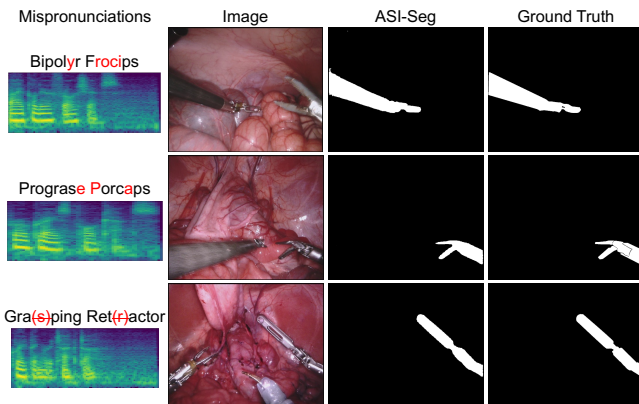 Mispronunciations Image ASI-Seg Ground Truth
Bipolyr Frocips
Prograse Porcaps
Gra(s)ping Ret(r)actor